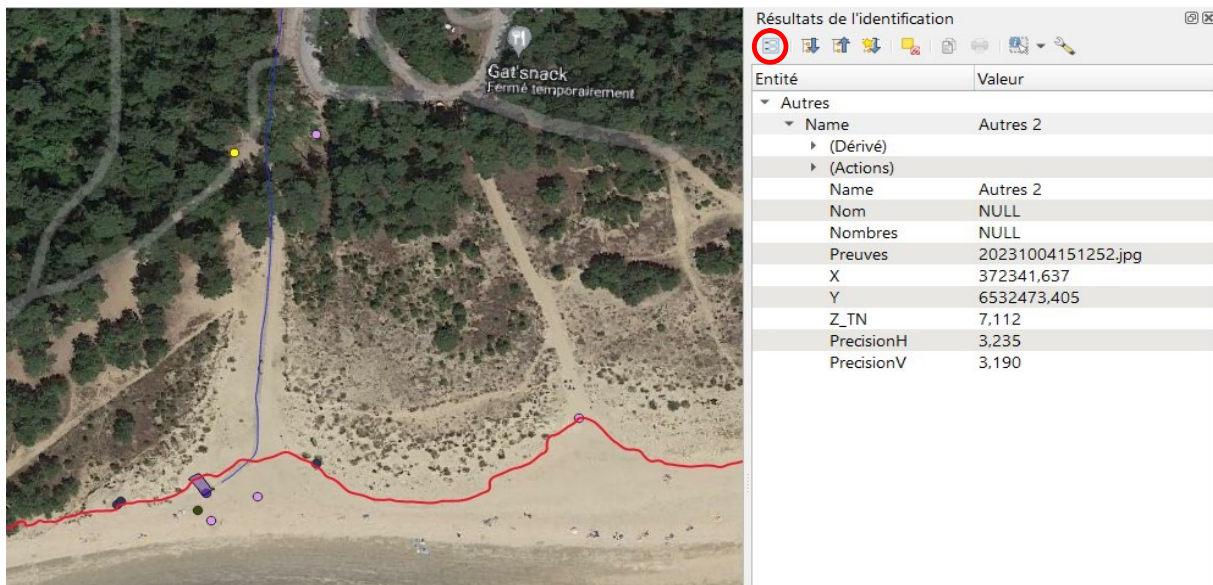 Gat'snack
Fermé temporairement
Résultats de l'identification
Entité Valeur
Autres
Name Autres 2
(Dérivé)
(Actions)
Name Autres 2
Nom NULL
Nombres NULL
Preuves 20231004151252.jpg
X 372341,637
Y 6532473,405
Z_TN 7,112
PrecisionH 3,235
PrecisionV 3,190